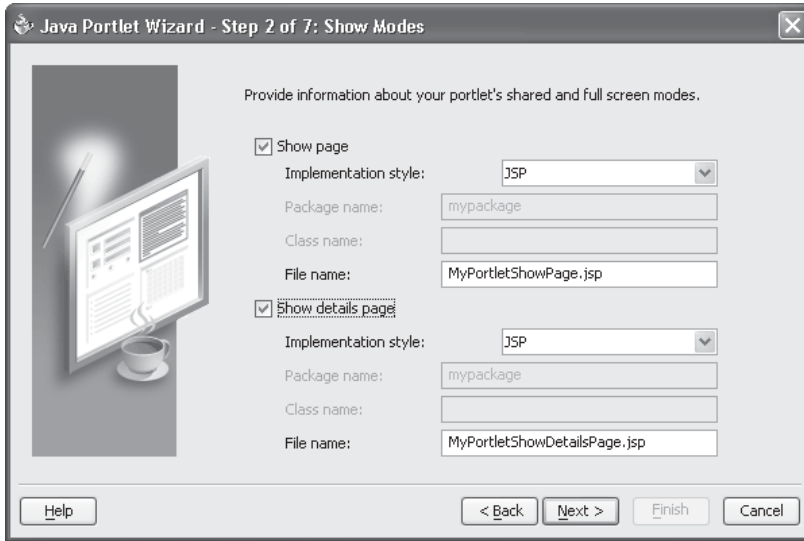 Java Portlet Wizard - Step 2 of 7: Show Modes
Provide information about your portlet's shared and full screen modes.
Show page
Implementation style: JSP
Package name: mypackage
Class name:
File name: MyPortletShowPage.jsp
Show details page
Implementation style: JSP
Package name: mypackage
Class name:
File name: MyPortletShowDetailsPage.jsp
Help < Back Next > Finish Cancel